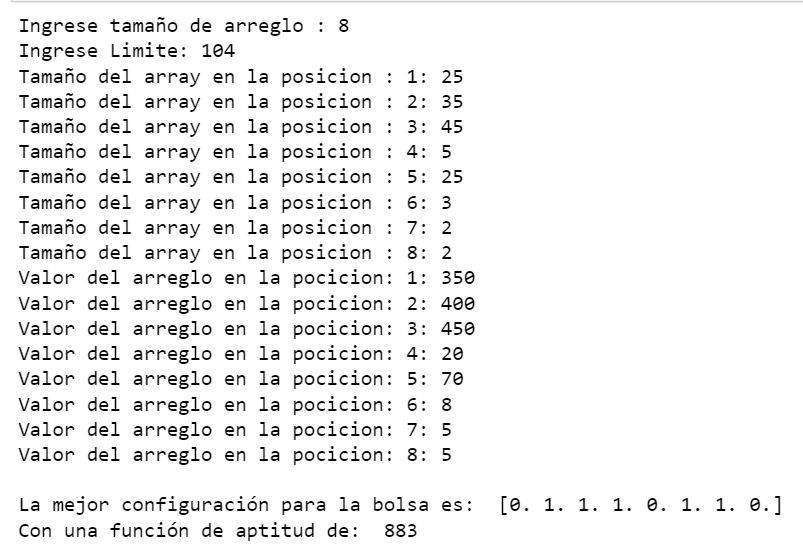 Ingrese tamaño de arreglo : 8
Ingrese Limite: 104
Tamaño del array en la posicion : 1: 25
Tamaño del array en la posicion : 2: 35
Tamaño del array en la posicion : 3: 45
Tamaño del array en la posicion : 4: 5
Tamaño del array en la posicion : 5: 25
Tamaño del array en la posicion : 6: 3
Tamaño del array en la posicion : 7: 2
Tamaño del array en la posicion : 8: 2
Valor del arreglo en la pocicion: 1: 350
Valor del arreglo en la pocicion: 2: 400
Valor del arreglo en la pocicion: 3: 450
Valor del arreglo en la pocicion: 4: 20
Valor del arreglo en la pocicion: 5: 70
Valor del arreglo en la pocicion: 6: 8
Valor del arreglo en la pocicion: 7: 5
Valor del arreglo en la pocicion: 8: 5
La mejor configuración para la bolsa es:  [0. 1. 1. 1. 0. 1. 1. 0.]
Con una función de aptitud de:  883